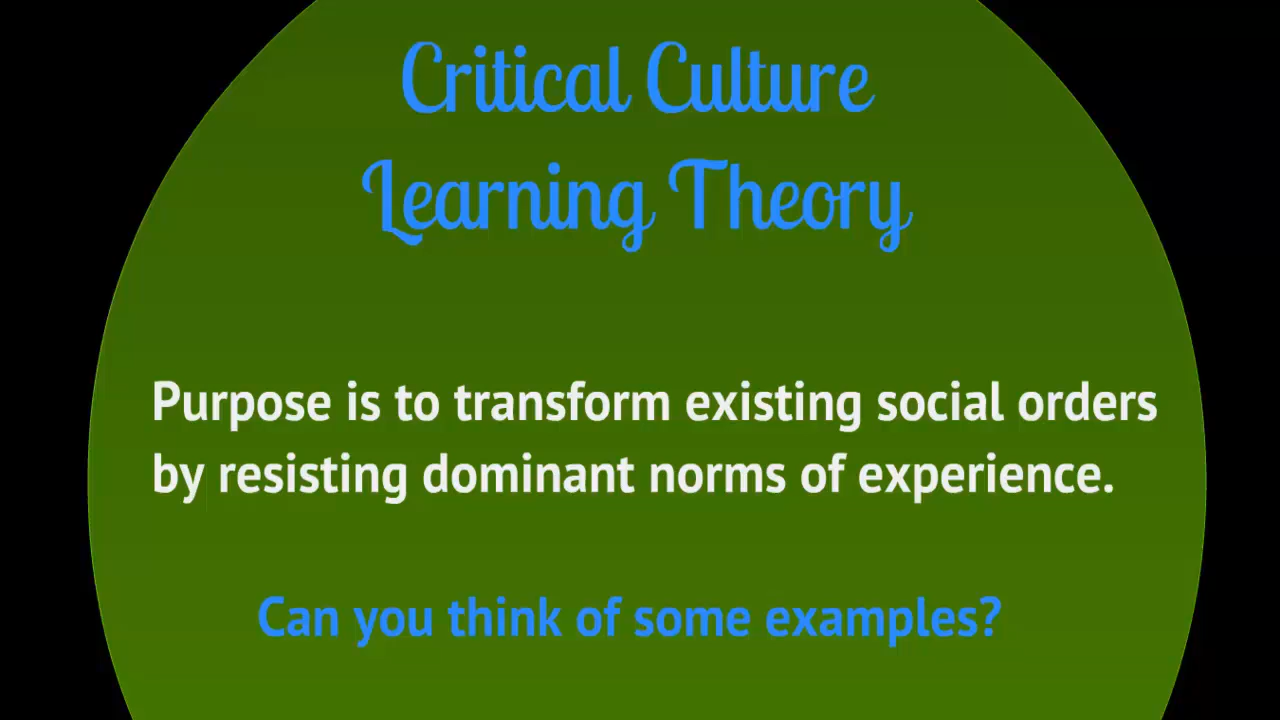 Critical Culture
Learning Theory
Purpose is to transform existing social orders
by resisting dominant norms of experience.
Can you think of some examples?